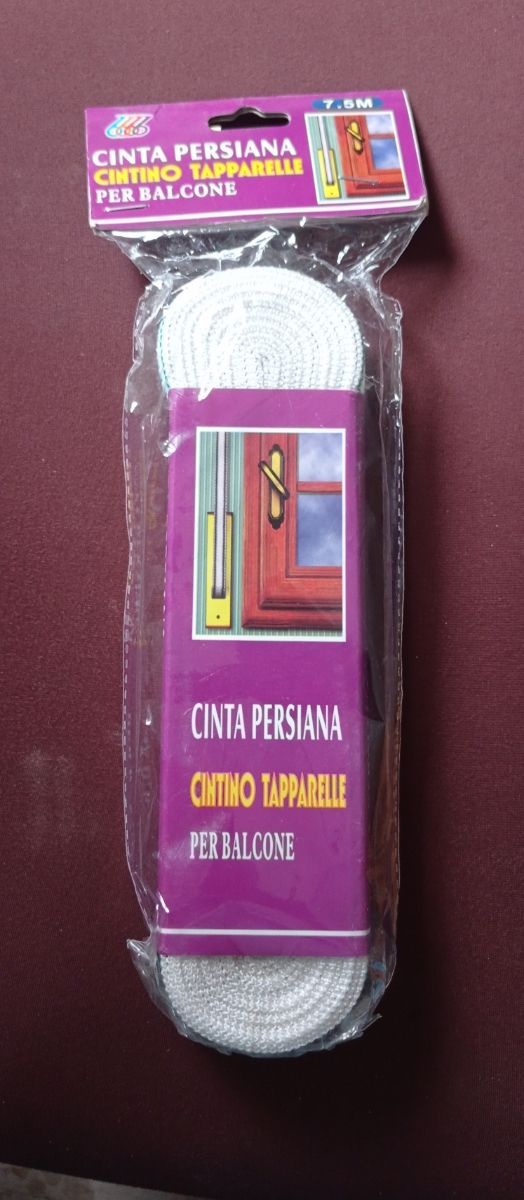 7.5M
CINTA PERSIANA
CINTINO TAPPARELLE
PER BALCONE
CINTA PERSIANA
CINTINO TAPPARELLE
PER BALCONE